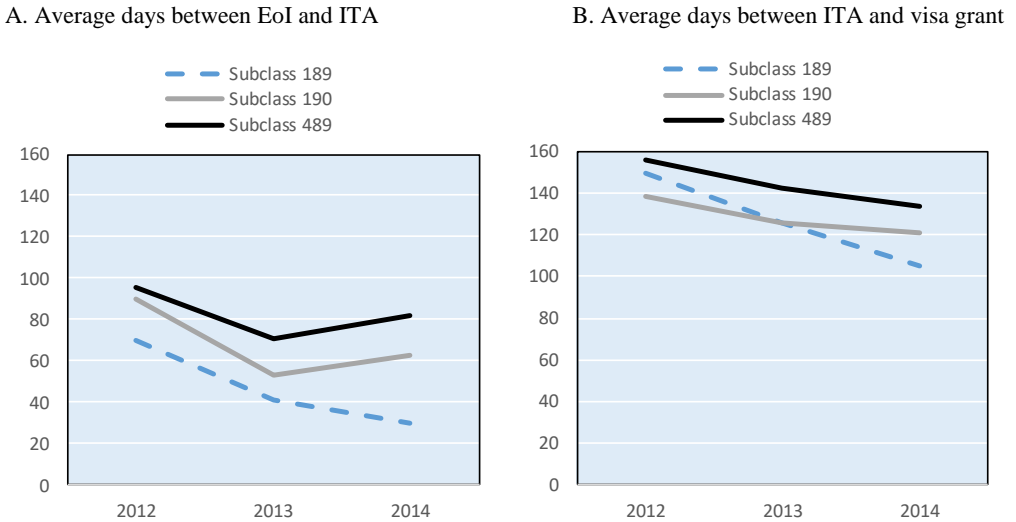 A. Average days between EoI and ITA
Subclass 189
Subclass 190
Subclass 489
160
140
120
100
80
60
40
20
0
2012 2013 2014
B. Average days between ITA and visa grant
Subclass 189
Subclass 190
Subclass 489
160
140
120
100
80
60
40
20
0
2012 2013 2014